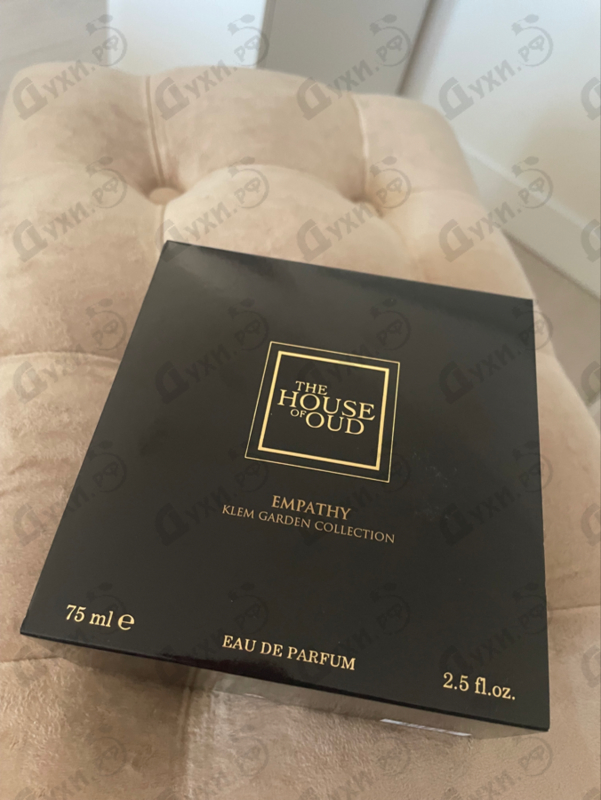 THE
HOUSE
OF OUD
EMPATHY
KLEM GARDEN COLLECTION
75 ml ℮
EAU DE PARFUM
2.5 fl.oz.
Духи.РФ